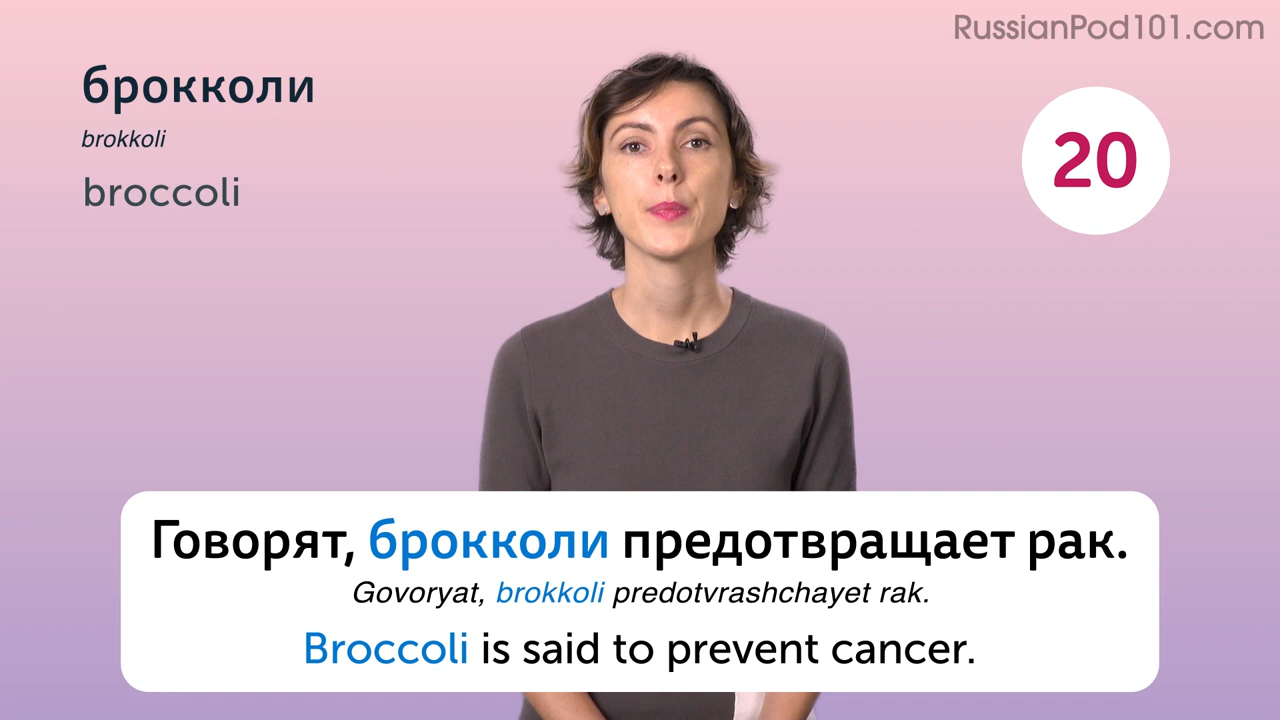 RussianPod101.com
брокколи
brokkoli
broccoli
20
Говорят, брокколи предотвращает рак.
Govoryat, brokkoli predotvrashchayet rak.
Broccoli is said to prevent cancer.